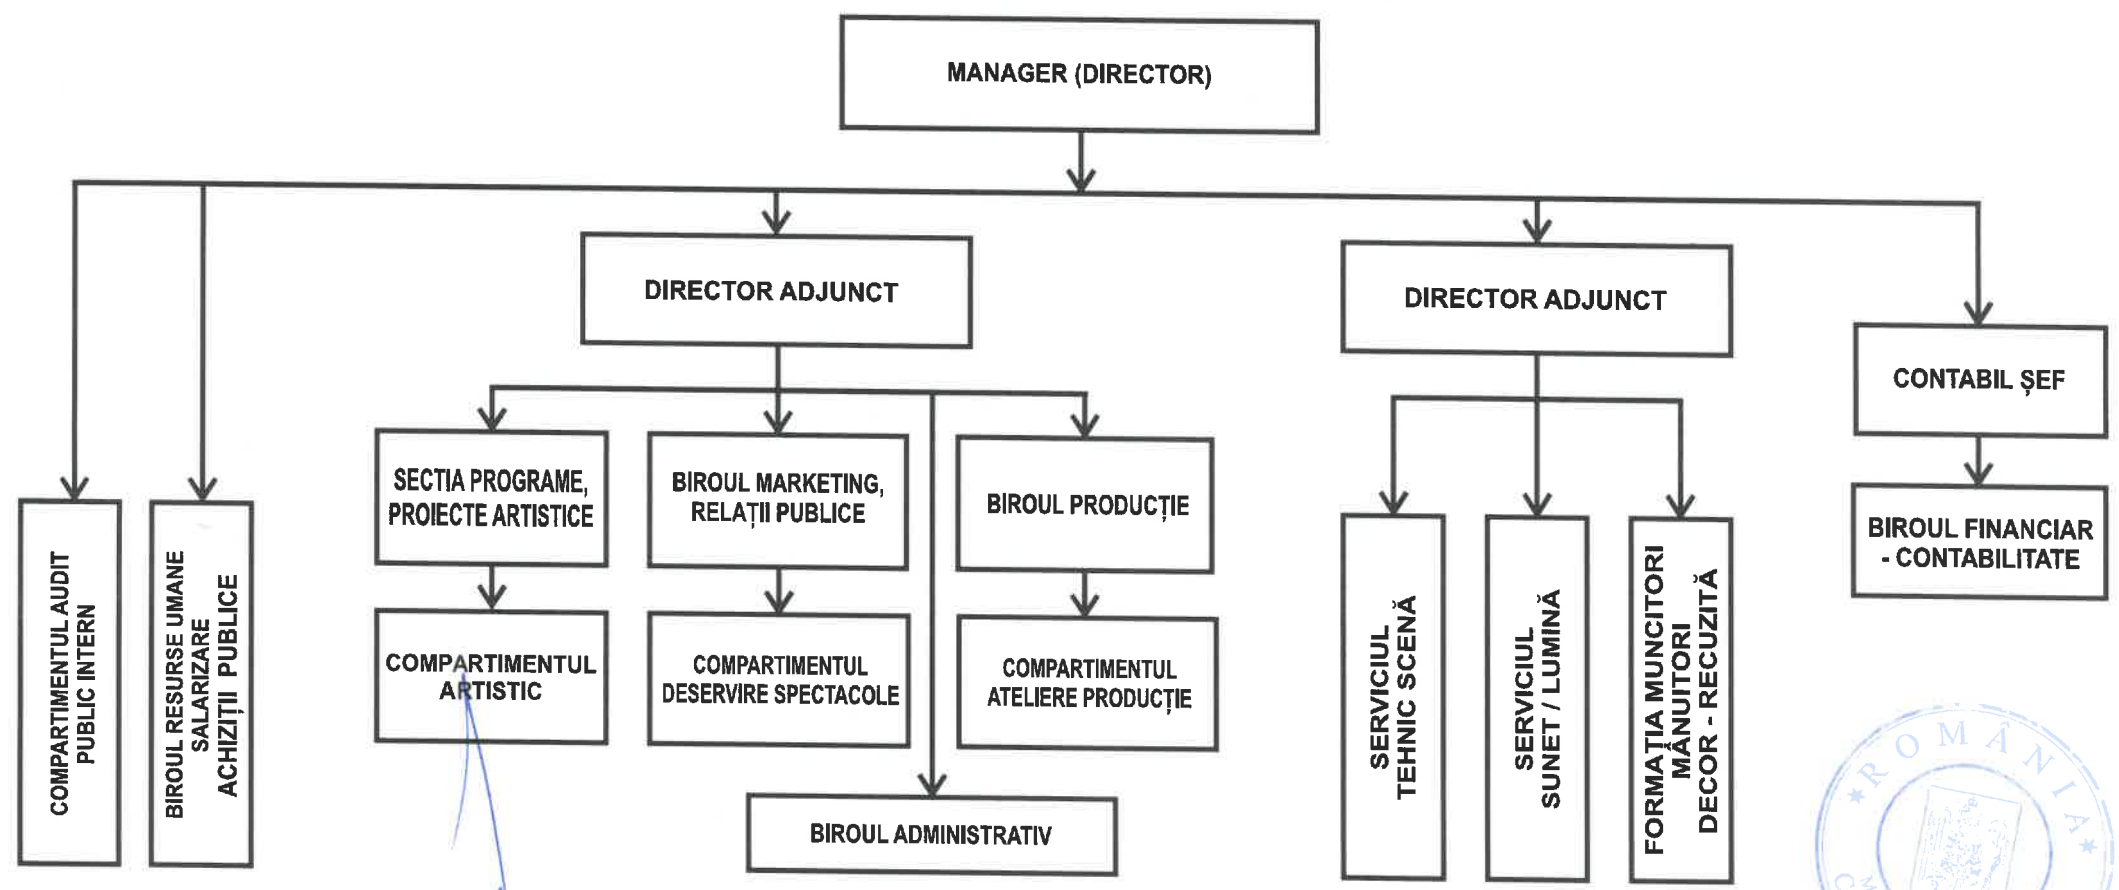 MANAGER (DIRECTOR)
DIRECTOR ADJUNCT
DIRECTOR ADJUNCT
CONTABIL ȘEF
SECTIA PROGRAME,
PROIECTE ARTISTICE
BIROUL MARKETING,
RELAȚII PUBLICE
BIROUL PRODUCȚIE
BIROUL FINANCIAR
- CONTABILITATE
COMPARTIMENTUL AUDIT
PUBLIC INTERN
BIROUL RESURSE UMANE
SALARIZARE
ACHIZIȚII PUBLICE
COMPARTIMENTUL
ARTISTIC
COMPARTIMENTUL
DESERVIRE SPECTACOLE
COMPARTIMENTUL
ATELIERE PRODUCȚIE
SERVICIUL
TEHNIC SCENĂ
SERVICIUL
SUNET / LUMINĂ
FORMAȚIA MUNCITORI
MÂNUITORI
DECOR - RECUZITĂ
BIROUL ADMINISTRATIV
ROMÂNIA